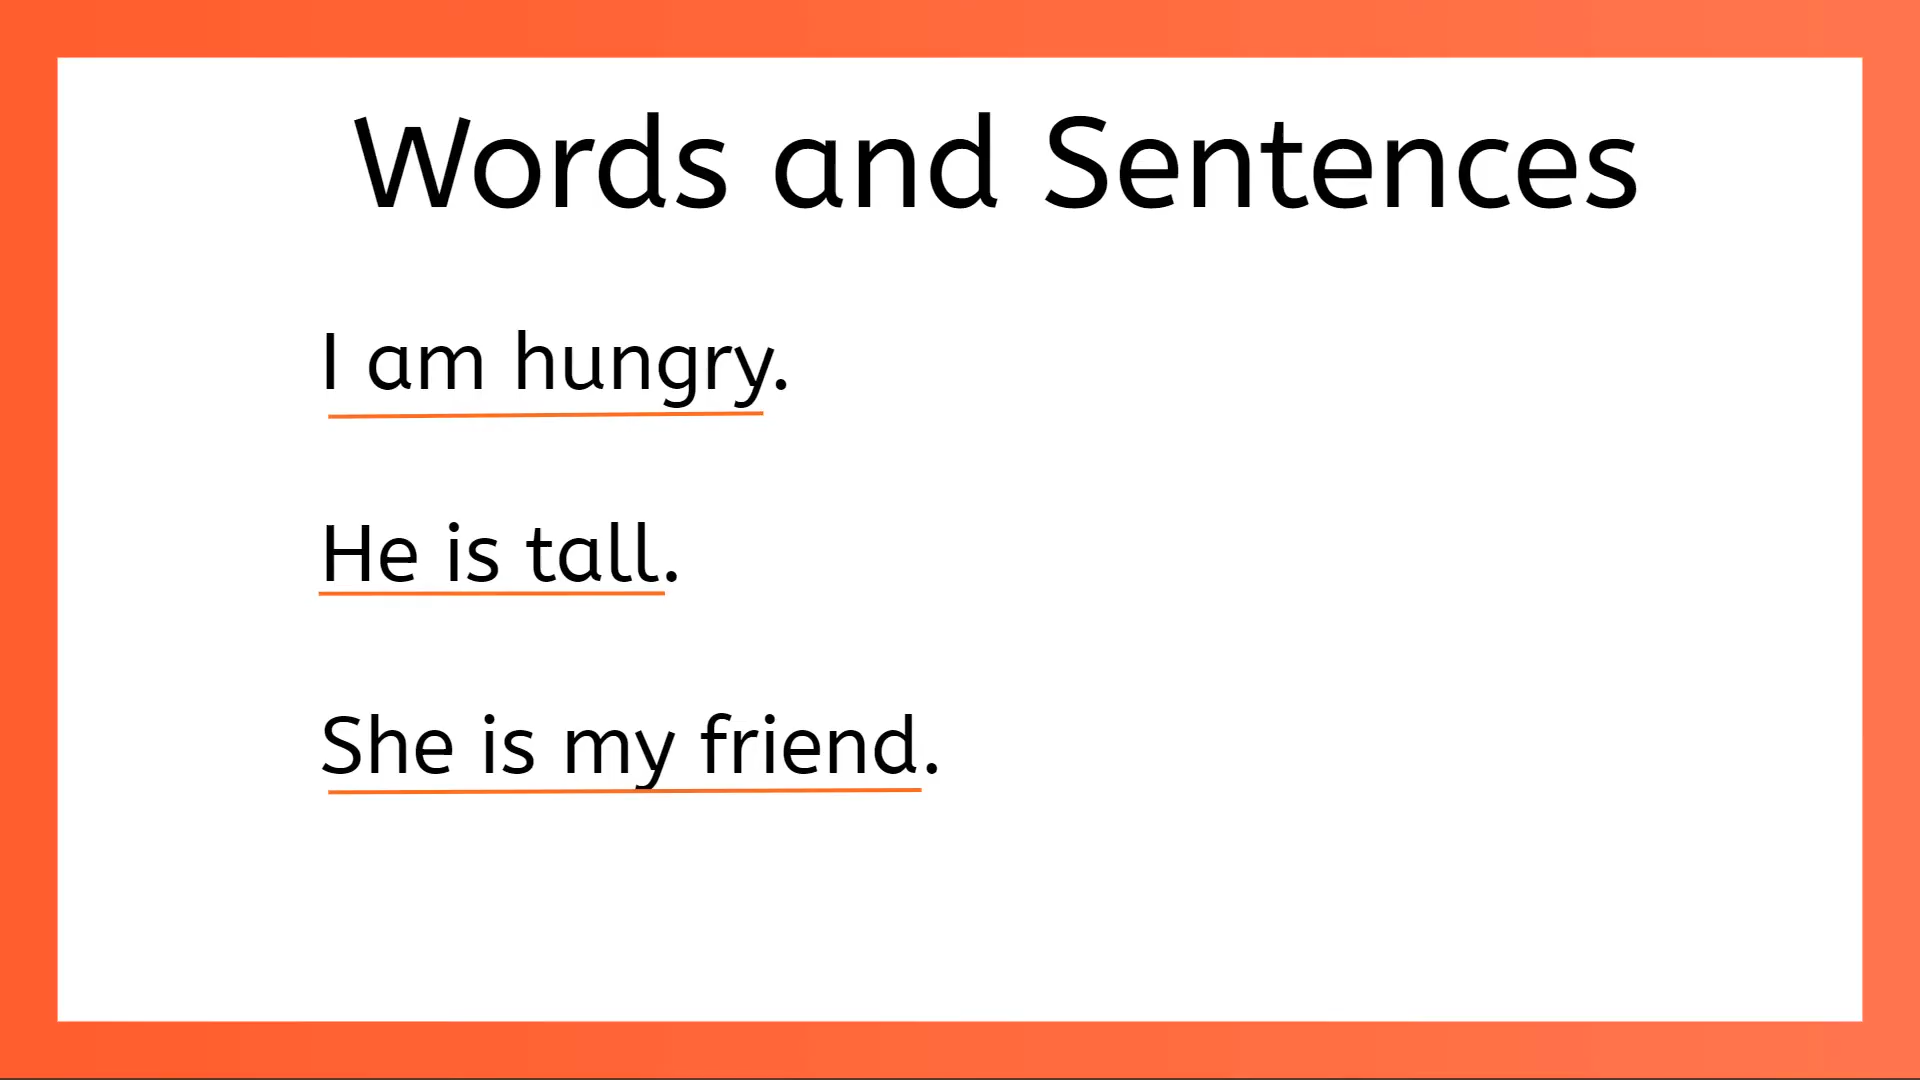 Words and Sentences
I am hungry.
He is tall.
She is my friend.